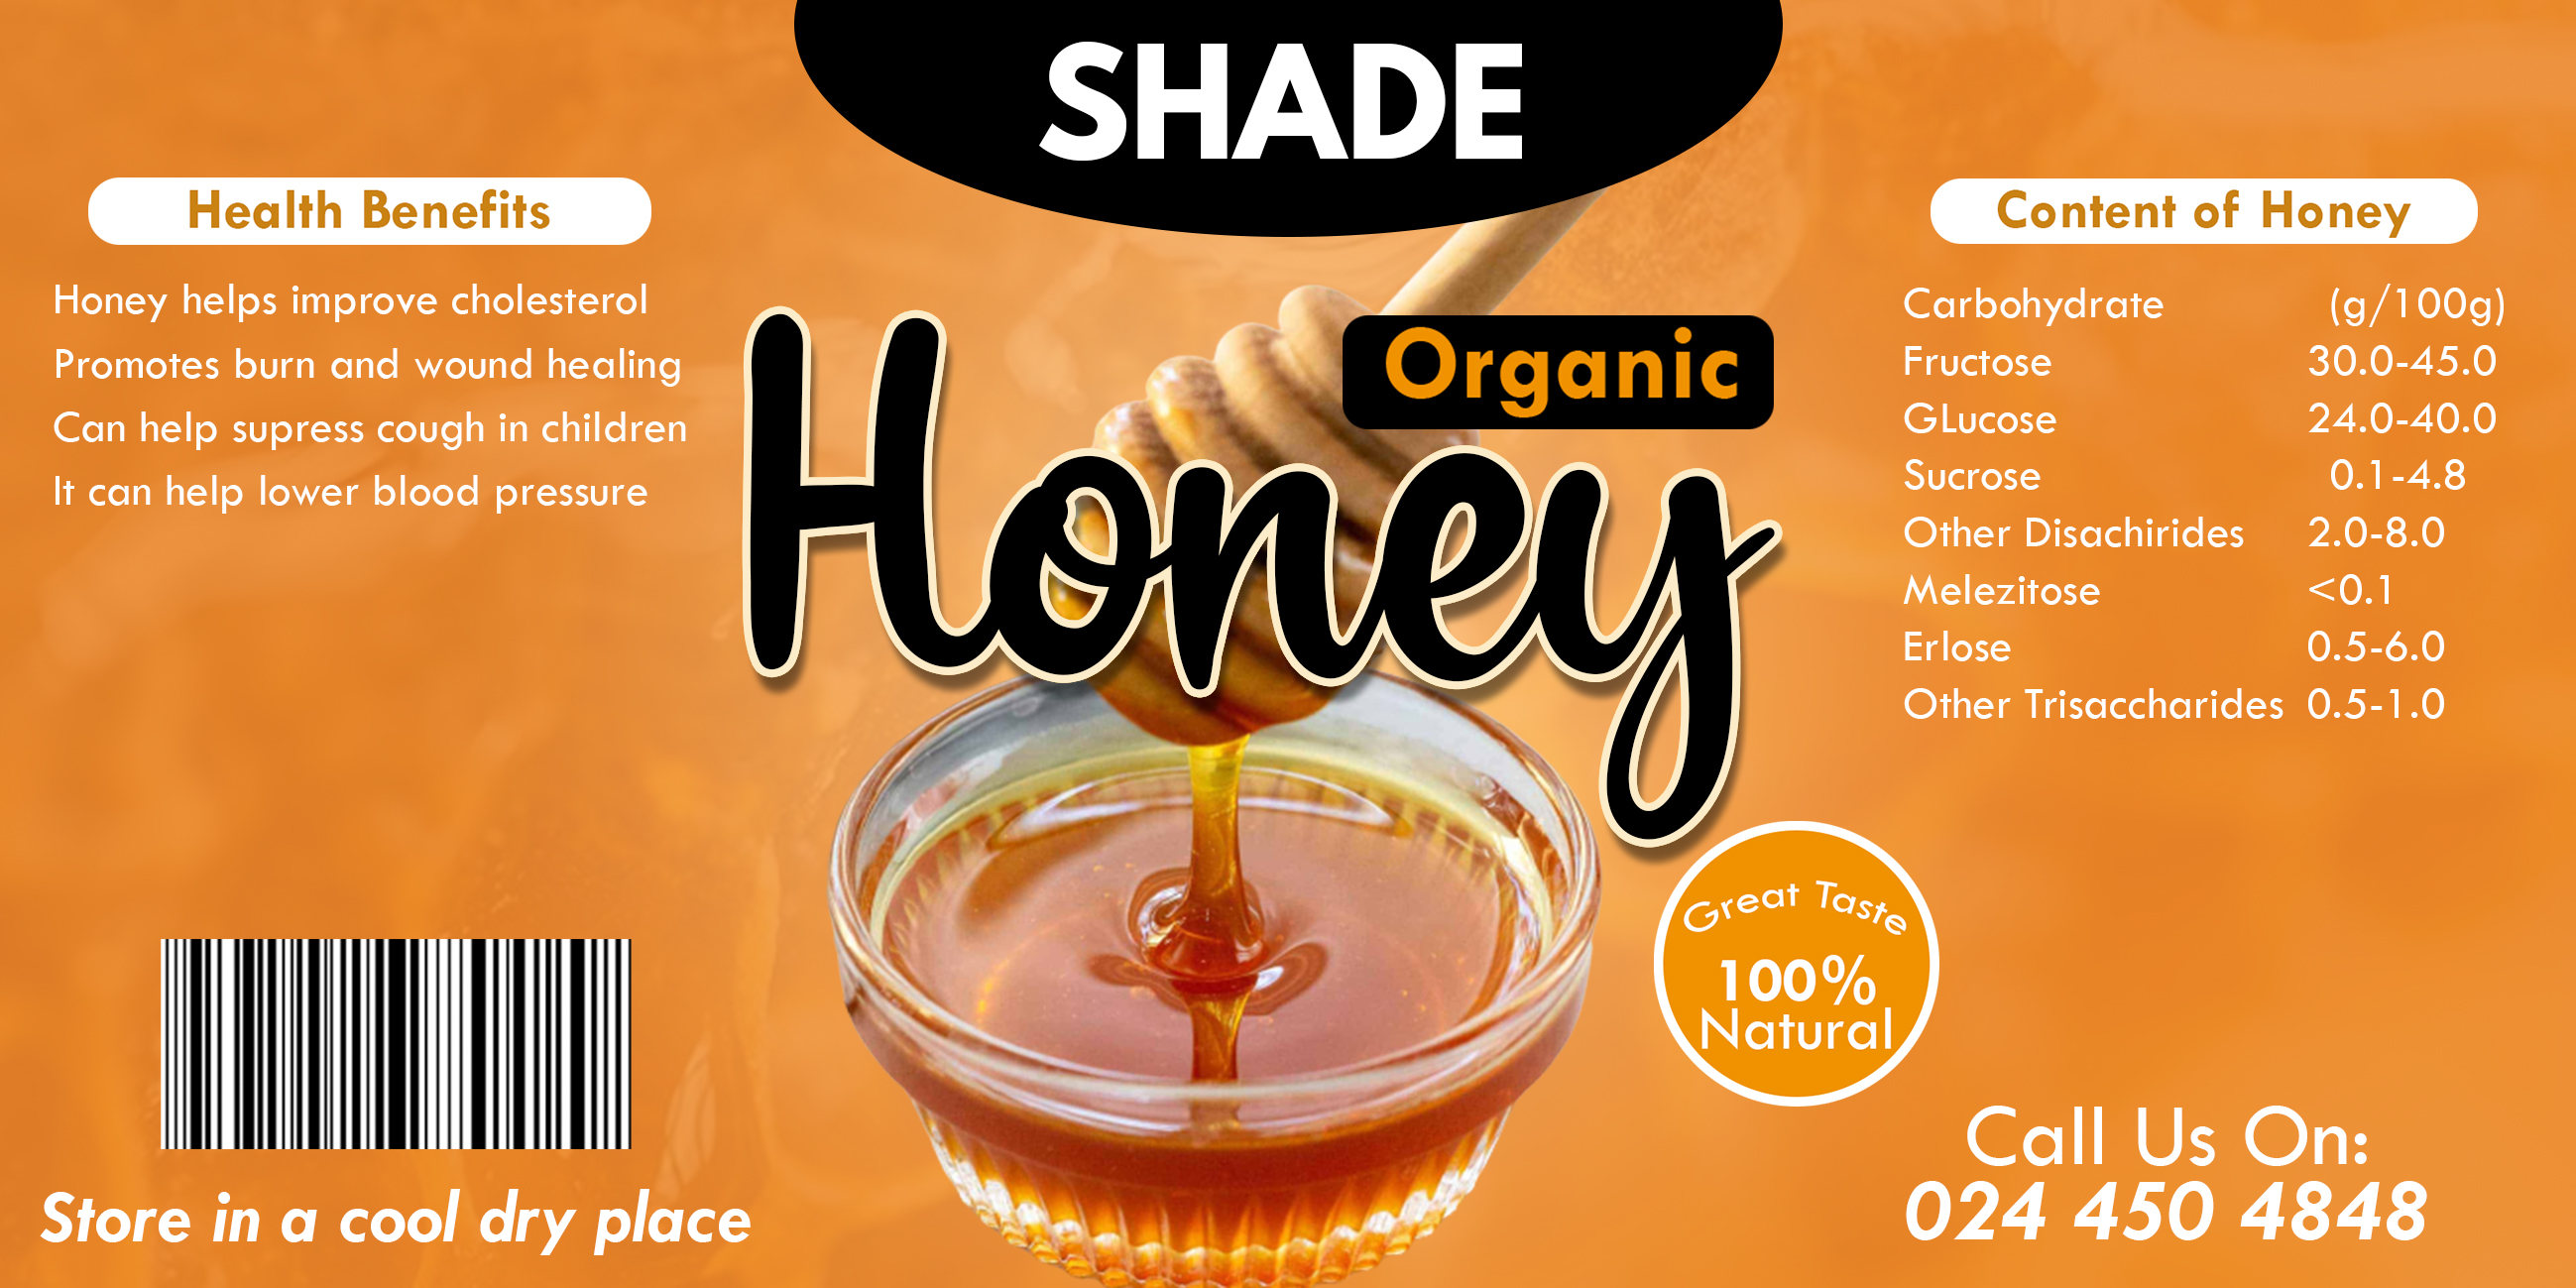 SHADE
Organic
Honey
Health Benefits
Honey helps improve cholesterol
Promotes burn and wound healing
Can help supress cough in children
It can help lower blood pressure
Store in a cool dry place
Content of Honey
Carbohydrate (g/100g)
Fructose 30.0-45.0
GLucose 24.0-40.0
Sucrose 0.1-4.8
Other Disachirides 2.0-8.0
Melezitose <0.1
Erlose 0.5-6.0
Other Trisaccharides 0.5-1.0
Great Taste
100%
Natural
Call Us On:
024 450 4848